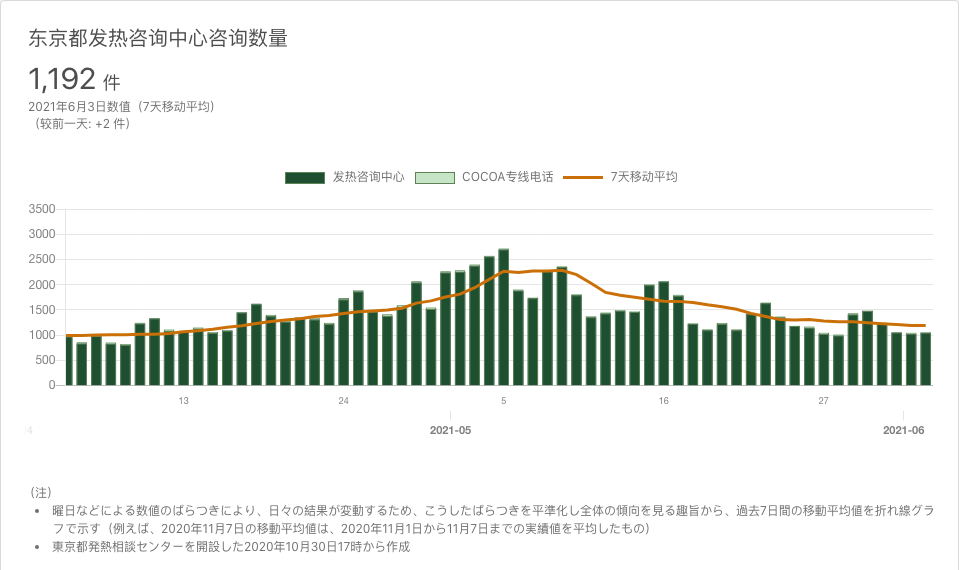 东京都发热咨询中心咨询数量
1,192 件
2021年6月3日数值（7天移动平均）
（较前一天: +2 件）
发热咨询中心 COCOA专线电话 7天移动平均
3500
3000
2500
2000
1500
1000
500
0
13 24 5 16 27
4 2021-05 2021-06
（注）
• 曜日などによる数値のばらつきにより、日々の結果が変動するため、こうしたばらつきを平準化し全体の傾向を見る趣旨から、過去7日間の移動平均値を折れ線グラ
フで示す（例えば、2020年11月7日の移動平均値は、2020年11月1日から11月7日までの実績値を平均したもの）
• 東京都発熱相談センターを開設した2020年10月30日17時から作成